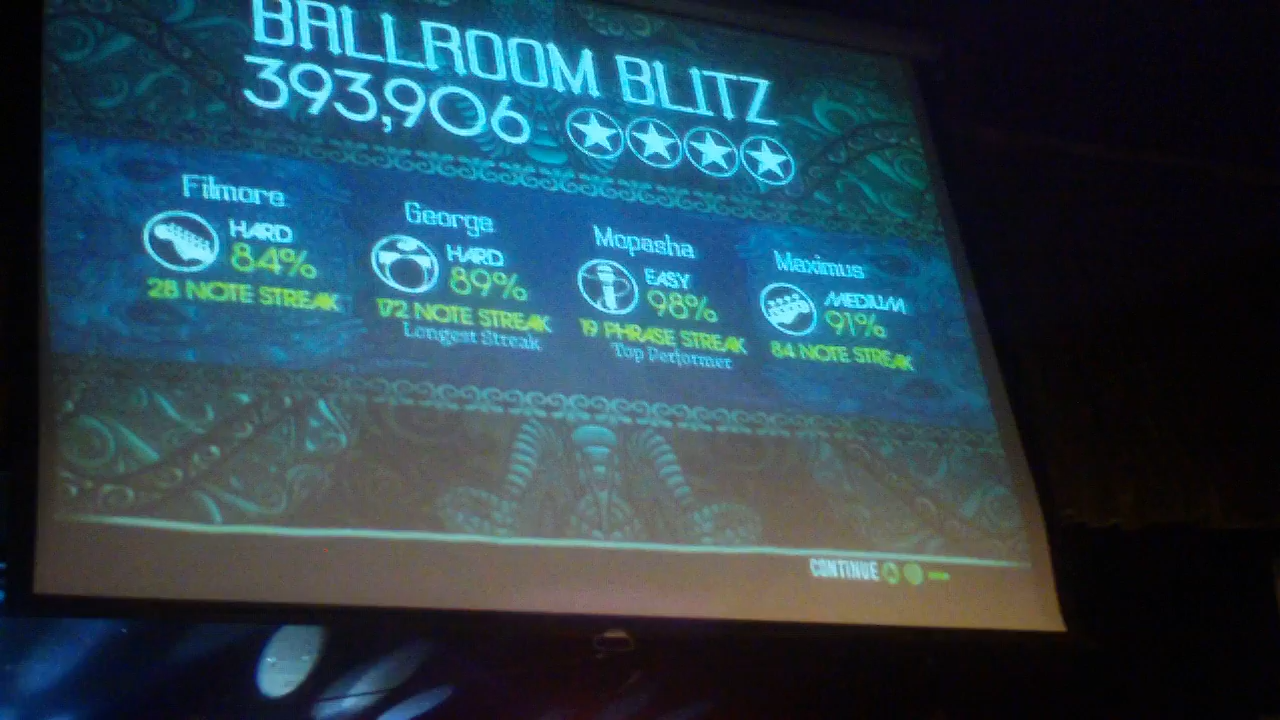 BALLROOM BLITZ
393,906
Filmore
HARD
84%
28 NOTE STREAK
George
HARD
89%
172 NOTE STREAK
Longest Streak
Mopasha
EASY
98%
19 PHRASE STREAK
Top Performer
Maximus
MEDIUM
91%
84 NOTE STREAK
CONTINUE A